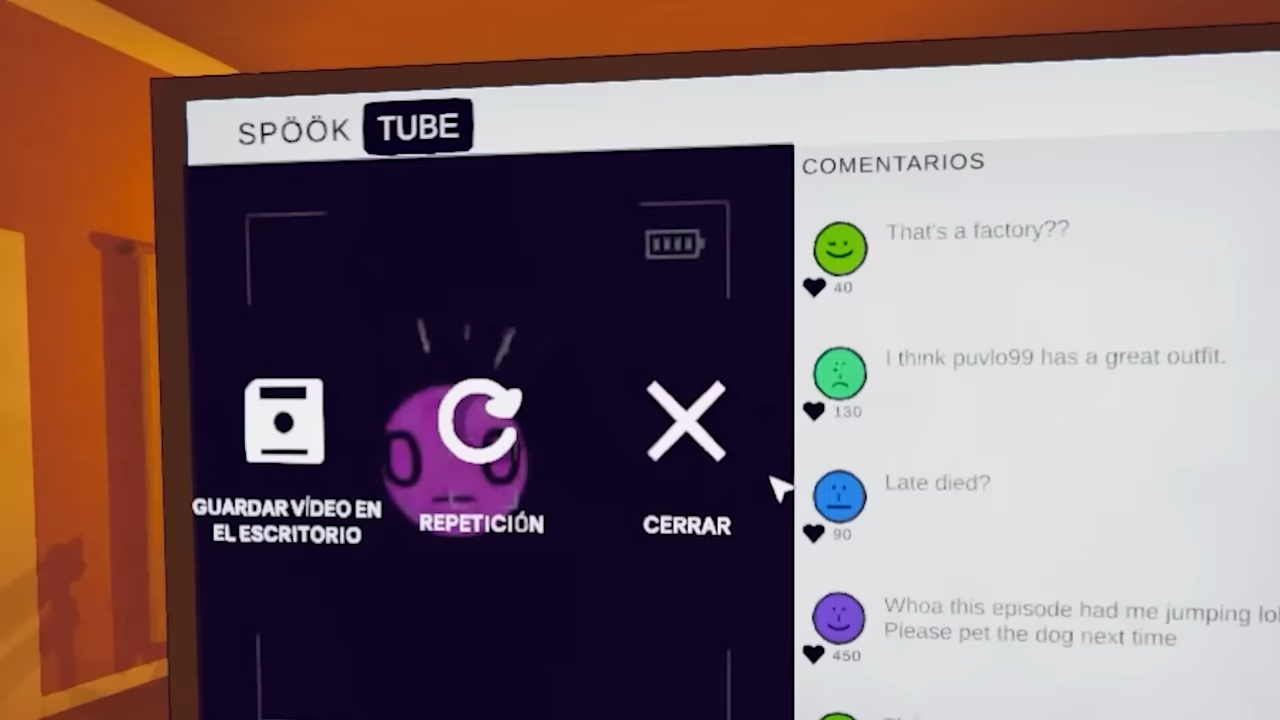 SPÖÖK TUBE
COMENTARIOS
That's a factory??
40
I think puvlo99 has a great outfit.
130
Late died?
90
Whoa this episode had me jumping lol
Please pet the dog next time
450
GUARDAR VÍDEO EN
EL ESCRITORIO
REPETICIÓN
CERRAR